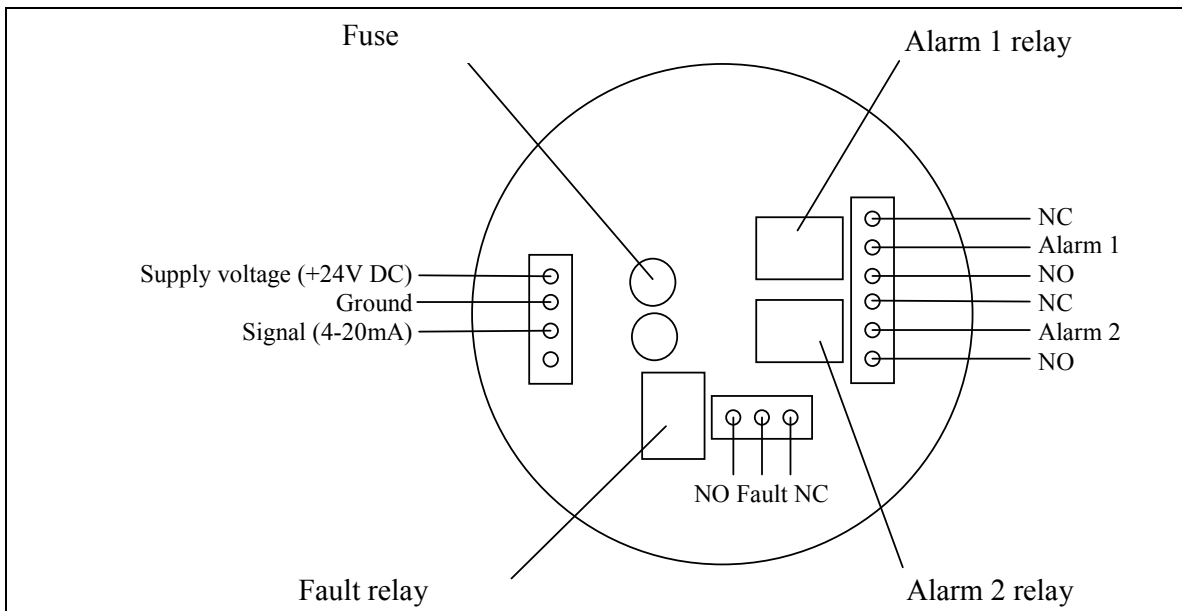 Fuse
Alarm 1 relay
NC
Alarm 1
NO
NC
Alarm 2
NO
Supply voltage (+24V DC)
Ground
Signal (4-20mA)
NO Fault NC
Fault relay
Alarm 2 relay